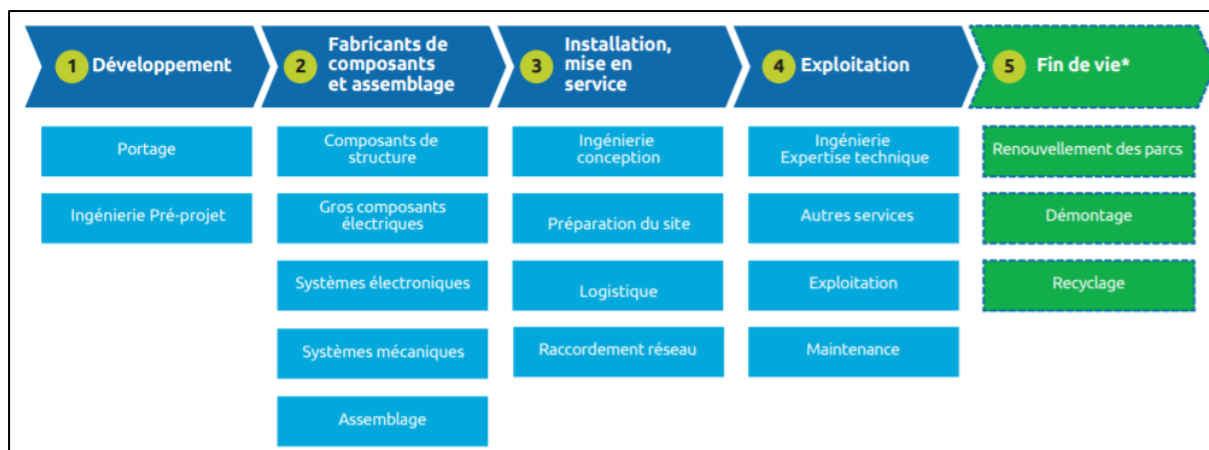 1 Développement
2 Fabricants de
composants
et assemblage
3 Installation,
mise en
service
4 Exploitation
5 Fin de vie*
Portage
Ingénierie Pré-projet
Composants de
structure
Gros composants
électriques
Systèmes électroniques
Systèmes mécaniques
Assemblage
Ingénierie
conception
Préparation du site
Logistique
Raccordement réseau
Ingénierie
Expertise technique
Autres services
Exploitation
Maintenance
Renouvellement des parcs
Démontage
Recyclage